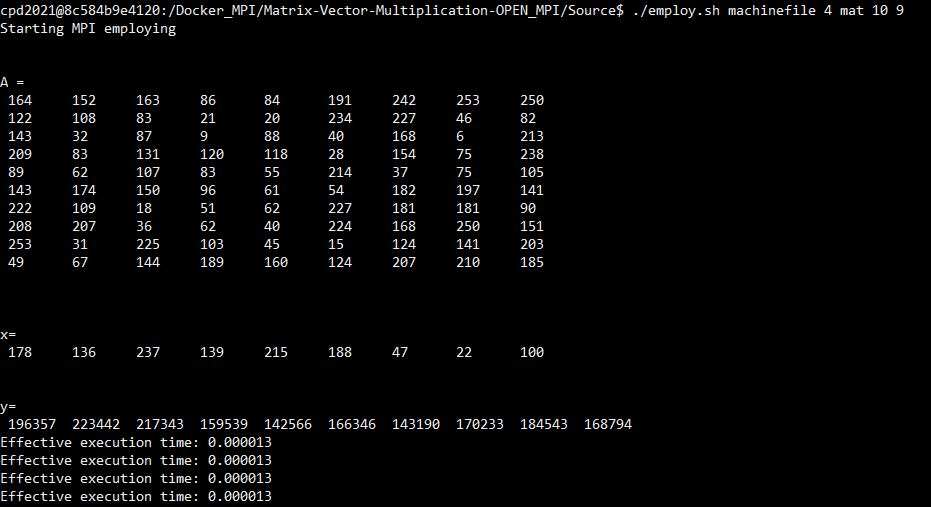 cpd2021@8c584b9e4120:/Docker_MPI/Matrix-Vector-Multiplication-OPEN_MPI/Source$ ./employ.sh machinefile 4 mat 10 9
Starting MPI employing
A =
164 152 163 86 84 191 242 253 250
122 108 83 21 20 234 227 46 82
143 32 87 9 88 40 168 6 213
209 83 131 120 118 28 154 75 238
89 62 107 83 55 214 37 75 105
143 174 150 96 61 54 182 197 141
222 109 18 51 62 227 181 181 90
208 207 36 62 40 224 168 250 151
253 31 225 103 45 15 124 141 203
49 67 144 189 160 124 207 210 185
x=
178 136 237 139 215 188 47 22 100
y=
196357 223442 217343 159539 142566 166346 143190 170233 184543 168794
Effective execution time: 0.000013
Effective execution time: 0.000013
Effective execution time: 0.000013
Effective execution time: 0.000013